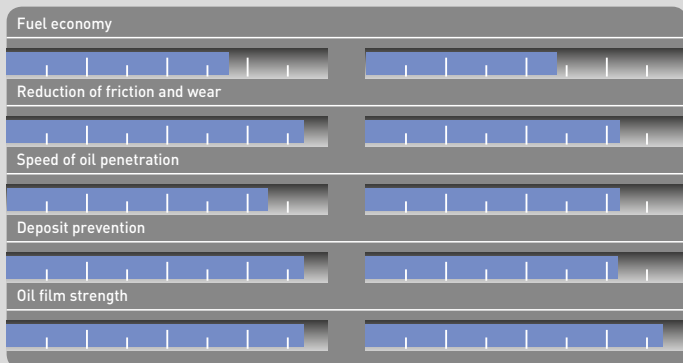 Fuel economy
Reduction of friction and wear
Speed of oil penetration
Deposit prevention
Oil film strength